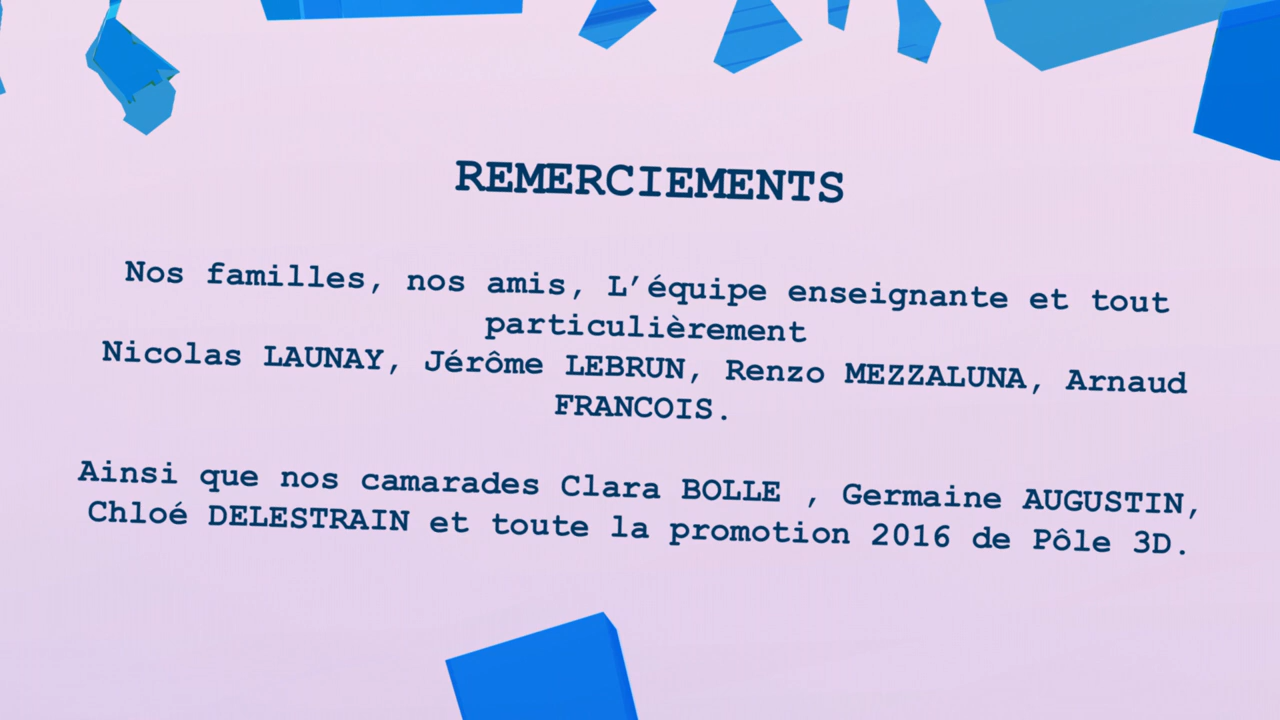 REMERCIEMENTS
Nos familles, nos amis, L’équipe enseignante et tout
particulièrement
Nicolas LAUNAY, Jérôme LEBRUN, Renzo MEZZALUNA, Arnaud
FRANCOIS.
Ainsi que nos camarades Clara BOLLE , Germaine AUGUSTIN,
Chloé DELESTRAIN et toute la promotion 2016 de Pôle 3D.